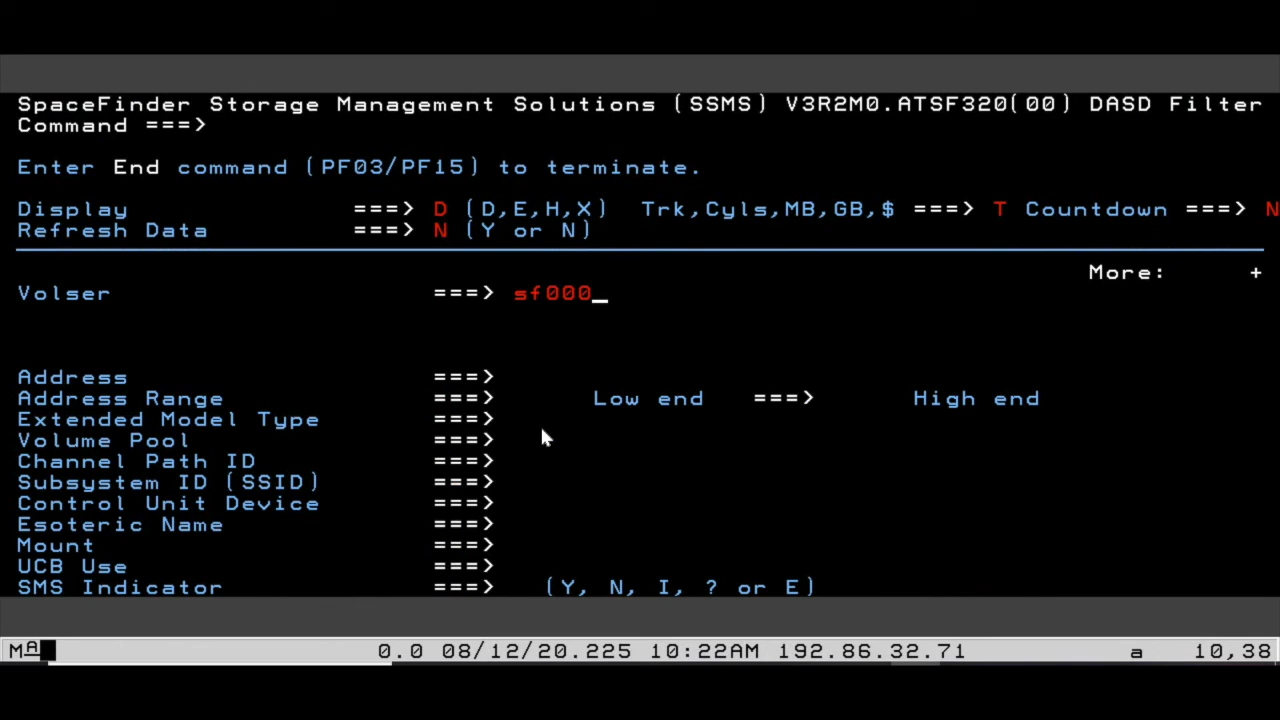 SpaceFinder Storage Management Solutions (SSMS) V3R2M0.ATSF320(00) DASD Filter
Command ===>
Enter End command (PF03/PF15) to terminate.
Display ===> D (D,E,H,X) Trk,Cyls,MB,GB,$ ===> T Countdown ===> N
Refresh Data ===> N (Y or N)
More: +
Volser ===> sf000_
Address ===>
Address Range ===> Low end ===> High end
Extended Model Type ===>
Volume Pool ===>
Channel Path ID ===>
Subsystem ID (SSID) ===>
Control Unit Device ===>
Esoteric Name ===>
Mount ===>
UCB Use ===>
SMS Indicator ===> (Y, N, I, ? or E)
MA 0.0 08/12/20.225 10:22AM 192.86.32.71 a 10,38